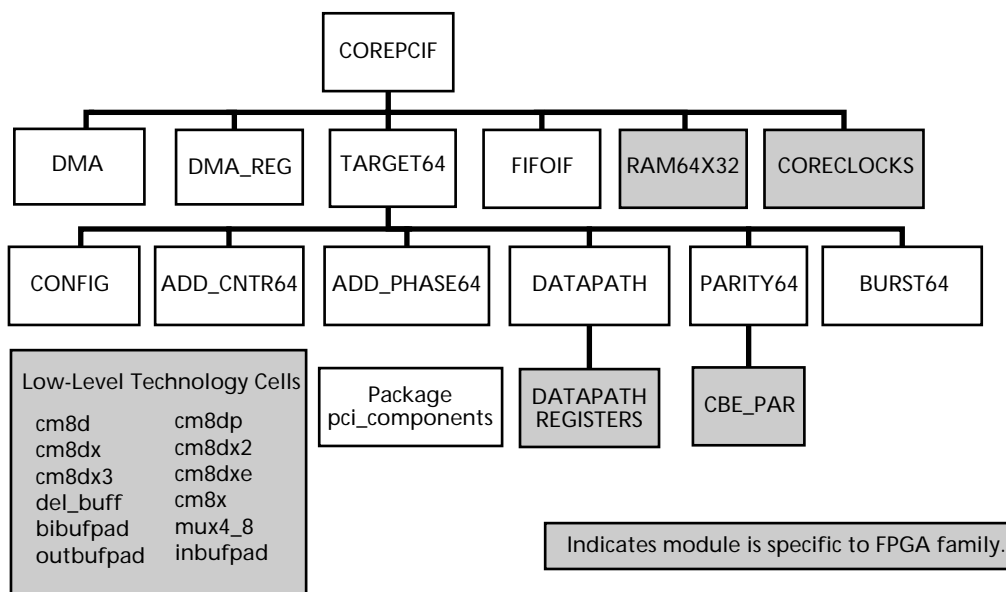 COREPCIF
DMA
DMA_REG
TARGET64
FIFOIF
RAM64X32
CORECLOCKS
CONFIG
ADD_CNTR64
ADD_PHASE64
DATAPATH
PARITY64
BURST64
Low-Level Technology Cells
cm8d cm8dp
cm8dx cm8dx2
cm8dx3 cm8dxe
del_buff cm8x
bibufpad mux4_8
outbufpad inbufpad
Package
pci_components
DATAPATH
REGISTERS
CBE_PAR
Indicates module is specific to FPGA family.